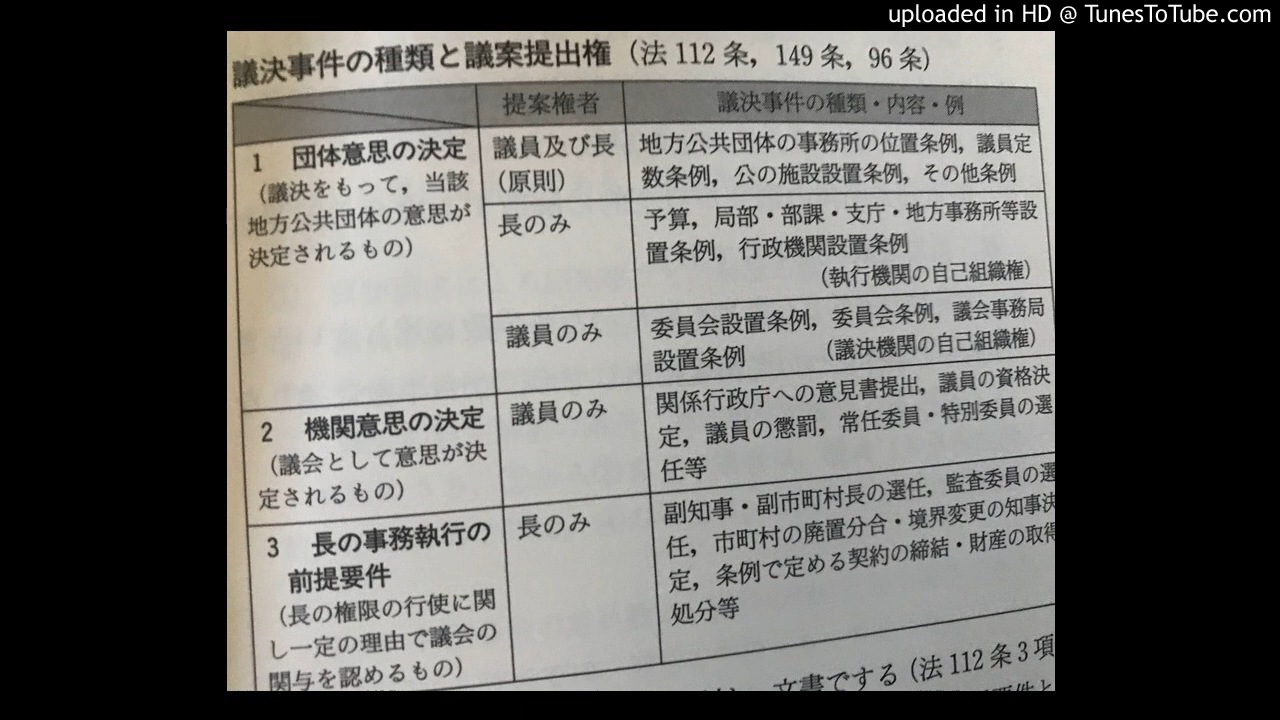 uploaded in HD @ TunesToTube.com
議決事件の種類と議案提出権（法112条，149条，96条）
提案権者
議決事件の種類・内容・例
1 団体意思の決定
（議決をもって，当該
地方公共団体の意思が
決定されるもの）
議員及び長
（原則）
地方公共団体の事務所の位置条例，議員定
数条例，公の施設設置条例，その他条例
長のみ
予算，局部・部課・支庁・地方事務所等設
置条例，行政機関設置条例
（執行機関の自己組織権）
議員のみ
委員会設置条例，委員会条例，議会事務局
設置条例 （議決機関の自己組織権）
2 機関意思の決定
（議会として意思が決
定されるもの）
議員のみ
関係行政庁への意見書提出，議員の資格決
定，議員の懲罰，常任委員・特別委員の選
任等
3 長の事務執行の
前提要件
（長の権限の行使に関
し一定の理由で議会の
関与を認めるもの）
長のみ
副知事・副市町村長の選任，監査委員の選
任，市町村の廃置分合・境界変更の知事決
定，条例で定める契約の締結・財産の取得
処分等
文書でする（法112条3項